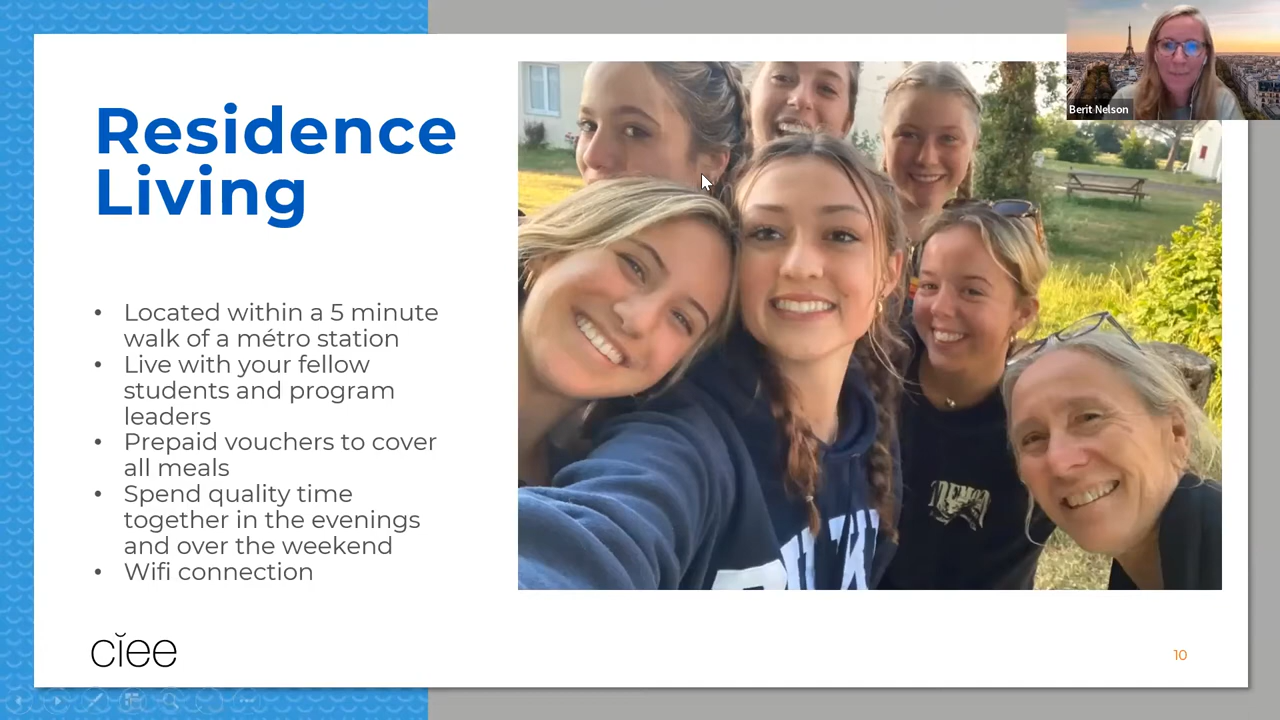 Residence
Living
• Located within a 5 minute
walk of a métro station
• Live with your fellow
students and program
leaders
• Prepaid vouchers to cover
all meals
• Spend quality time
together in the evenings
and over the weekend
• Wifi connection
ciee
10
Berit Nelson